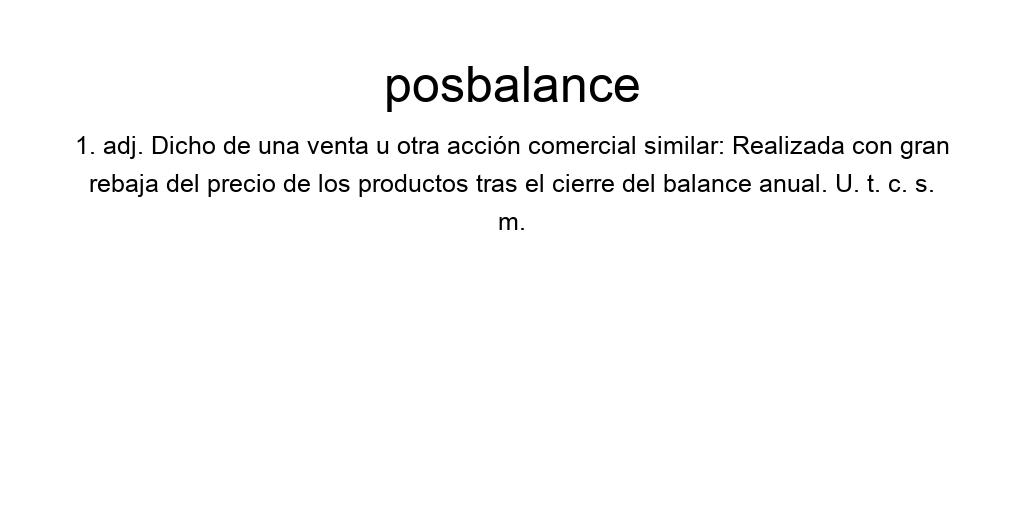 posbalance
1. adj. Dicho de una venta u otra acción comercial similar: Realizada con gran
rebaja del precio de los productos tras el cierre del balance anual. U. t. c. s.
m.